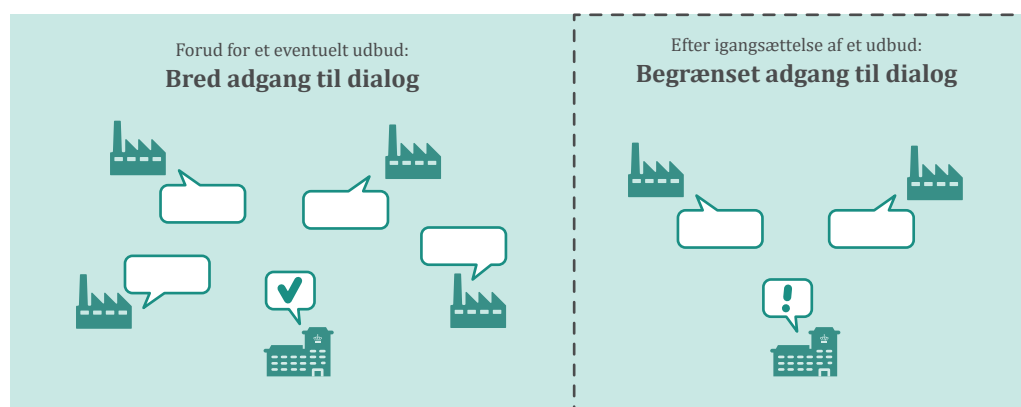 Forud for et eventuelt udbud:
Bred adgang til dialog
Efter igangsættelse af et udbud:
Begrænset adgang til dialog